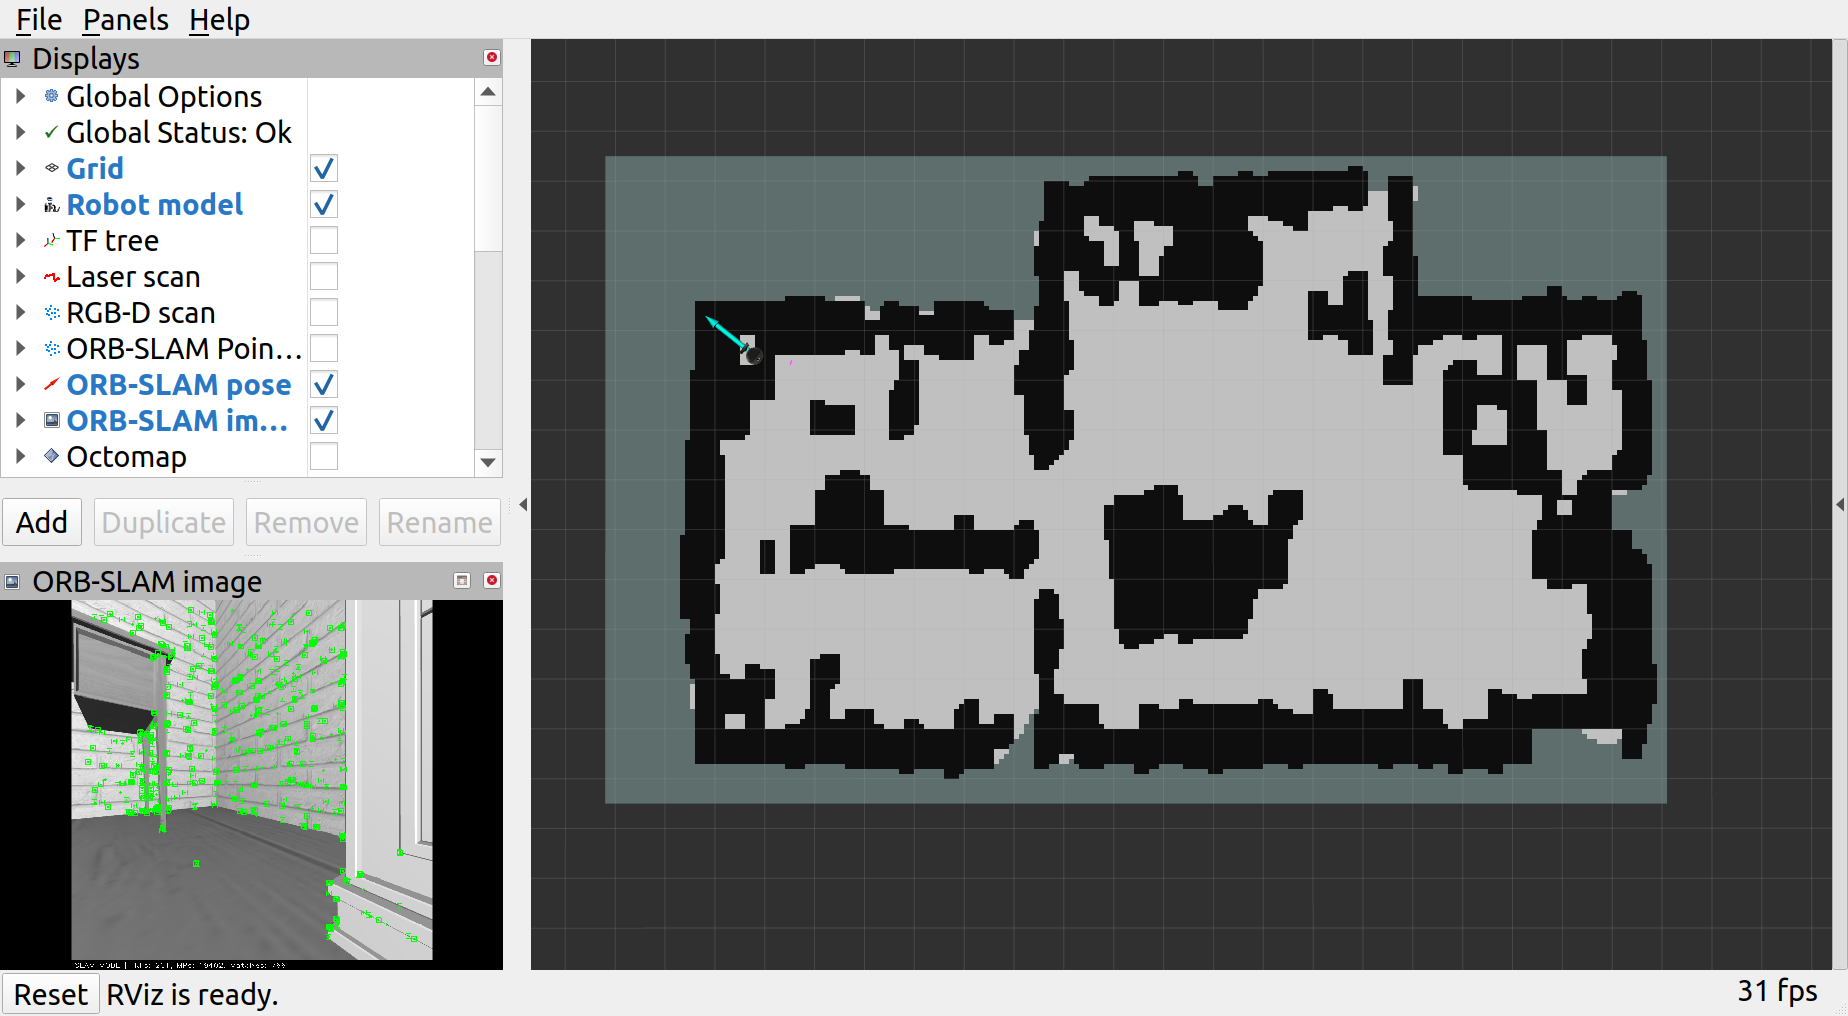 File Panels Help
Displays
Global Options
Global Status: Ok
Grid
Robot model
TF tree
Laser scan
RGB-D scan
ORB-SLAM Poin...
ORB-SLAM pose
ORB-SLAM im...
Octomap
Add Duplicate Remove Rename
ORB-SLAM image
SLAM MODE |
Reset RViz is ready.
31 fps